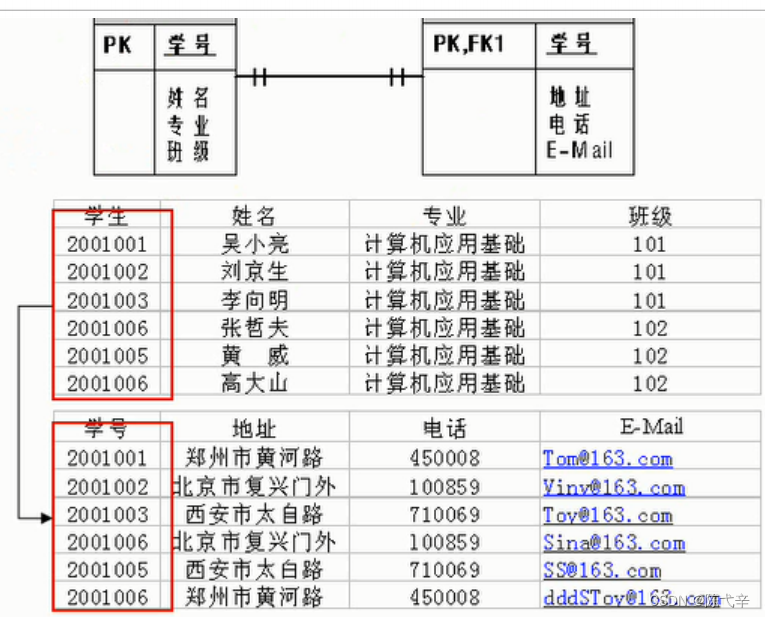 PK 学号 PK,FK1 学号
姓名 地址
专业 电话
班级 E-Mail
学生 姓名 专业 班级
2001001 吴小亮 计算机应用基础 101
2001002 刘京生 计算机应用基础 101
2001003 李向明 计算机应用基础 101
2001006 张哲夫 计算机应用基础 102
2001005 黄 威 计算机应用基础 102
2001006 高大山 计算机应用基础 102
学号 地址 电话 E-Mail
2001001 郑州市黄河路 450008 Tom@163.com
2001002 北京市复兴门外 100859 Vinv@163.com
2001003 西安市太自路 710069 Toy@163.com
2001006 北京市复兴门外 100859 Sina@163.com
2001005 西安市太白路 710069 SS@163.com
2001006 郑州市黄河路 450008 dddSToy@163.com
@陈弋辛